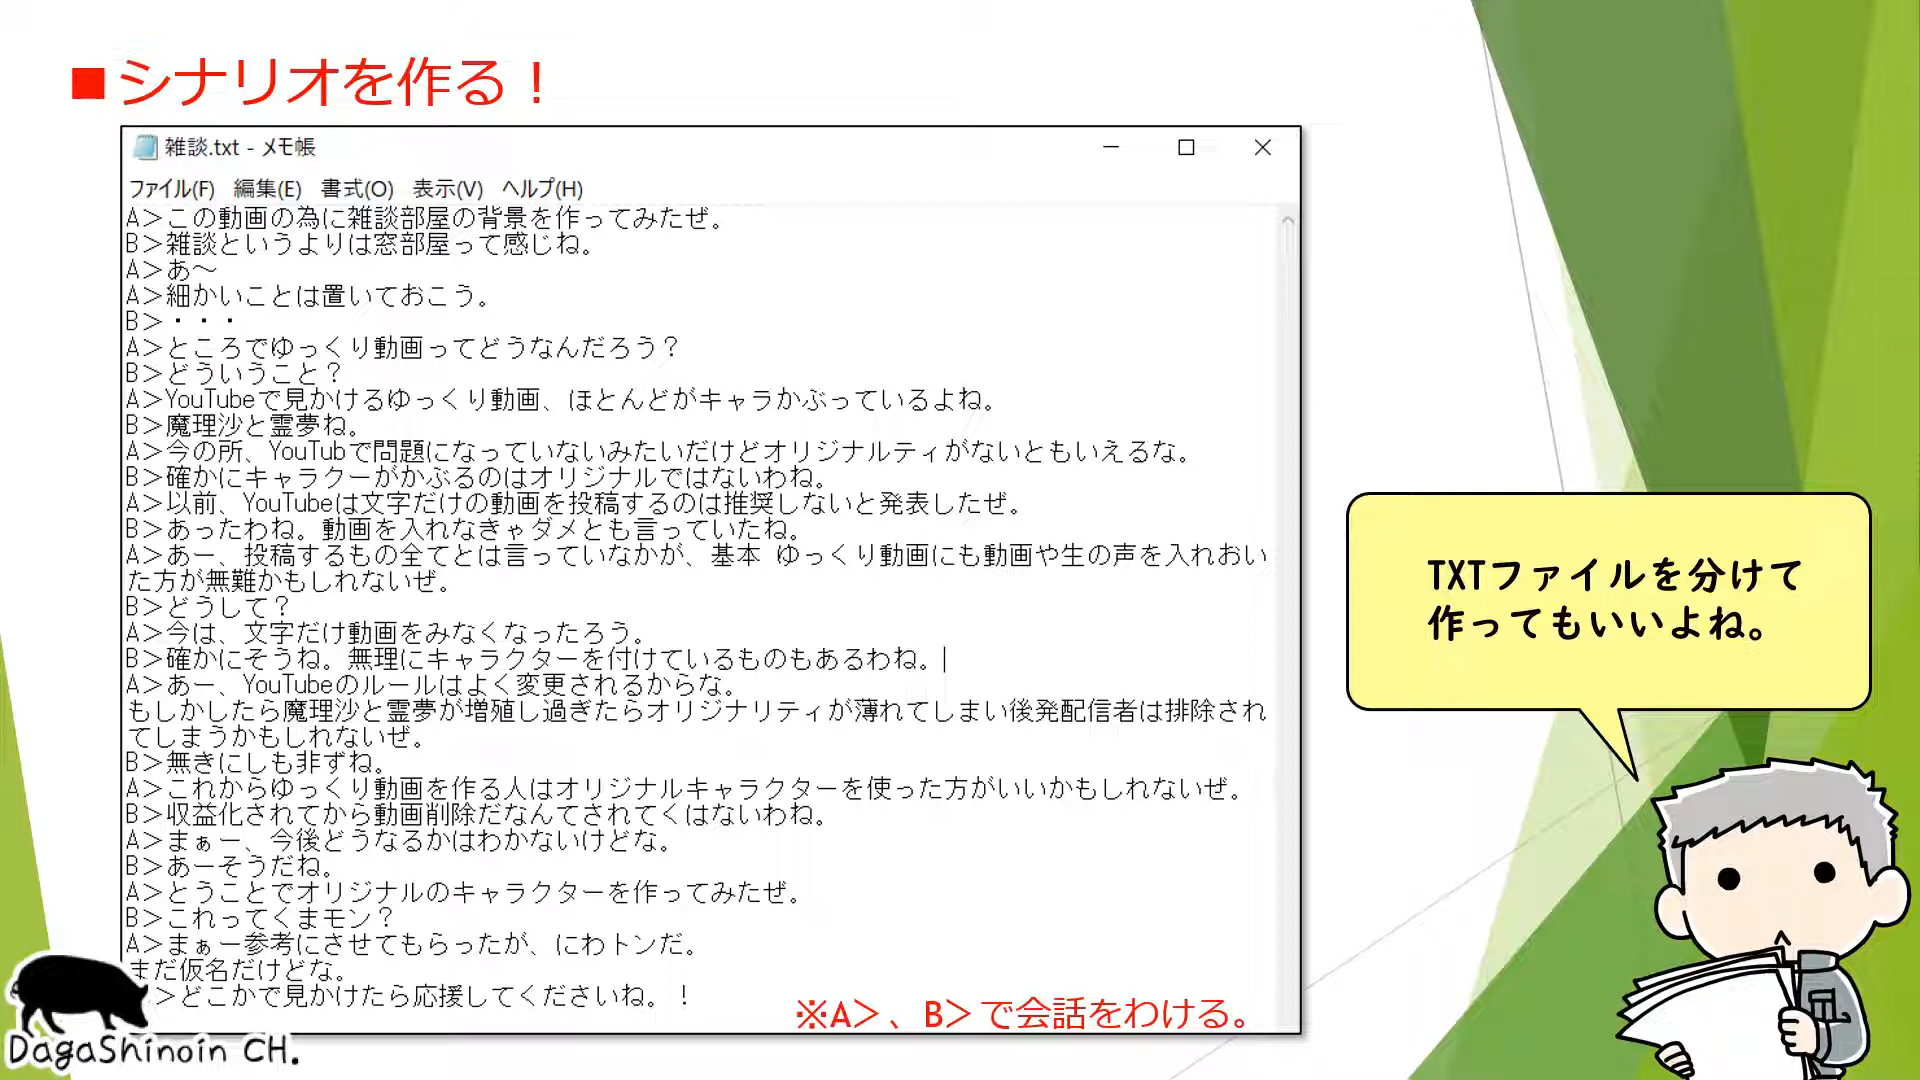 ■シナリオを作る！
雑談.txt - メモ帳
ファイル(F) 編集(E) 書式(O) 表示(V) ヘルプ(H)
A＞この動画の為に雑談部屋の背景を作ってみたぜ。
B＞雑談というよりは窓部屋って感じね。
A＞あ～
A＞細かいことは置いておこう。
B＞・・・
A＞ところでゆっくり動画ってどうなんだろう？
B＞どういうこと？
A＞YouTubeで見かけるゆっくり動画、ほとんどがキャラかぶっているよね。
B＞魔理沙と霊夢ね。
A＞今の所、YouTubで問題になっていないみたいだけどオリジナルティがないともいえるな。
B＞確かにキャラクーがかぶるのはオリジナルではないわね。
A＞以前、YouTubeは文字だけの動画を投稿するのは推奨しないと発表したぜ。
B＞あったわね。動画を入れなきゃダメとも言っていたね。
A＞あー、投稿するもの全てとは言っていなかが、基本 ゆっくり動画にも動画や生の声を入れおい
た方が無難かもしれないぜ。
B＞どうして？
A＞今は、文字だけ動画をみなくなったろう。
B＞確かにそうね。無理にキャラクターを付けているものもあるわね。
A＞あー、YouTubeのルールはよく変更されるからな。
もしかしたら魔理沙と霊夢が増殖し過ぎたらオリジナリティが薄れてしまい後発配信者は排除され
てしまうかもしれないぜ。
B＞無きにしも非ずね。
A＞これからゆっくり動画を作る人はオリジナルキャラクターを使った方がいいかもしれないぜ。
B＞収益化されてから動画削除だなんてされてくはないわね。
A＞まぁー、今後どうなるかはわかないけどな。
B＞あーそうだね。
A＞とうことでオリジナルのキャラクターを作ってみたぜ。
B＞これってくまモン？
A＞まぁー参考にさせてもらったが、にわトンだ。
まだ仮名だけどな。
＞どこかで見かけたら応援してくださいね。！
※A＞、B＞で会話をわける。
TXTファイルを分けて
作ってもいいよね。
DagaShinoin CH.